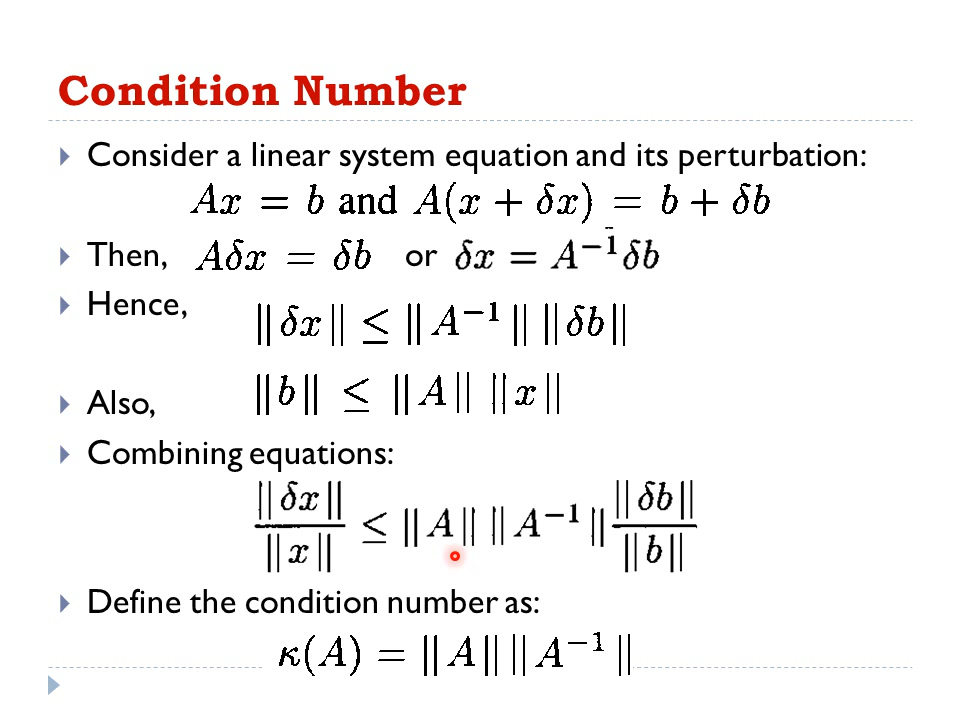 Condition Number
Consider a linear system equation and its perturbation:
Ax = b and A(x + δx) = b + δb
Then, Aδx = δb or δx = A⁻¹δb
Hence,
‖δx‖ ≤ ‖A⁻¹‖ ‖δb‖
Also, ‖b‖ ≤ ‖A‖ ‖x‖
Combining equations:
‖δx‖/‖x‖ ≤ ‖A‖ ‖A⁻¹‖ ‖δb‖/‖b‖
Define the condition number as:
κ(A) = ‖A‖ ‖A⁻¹‖